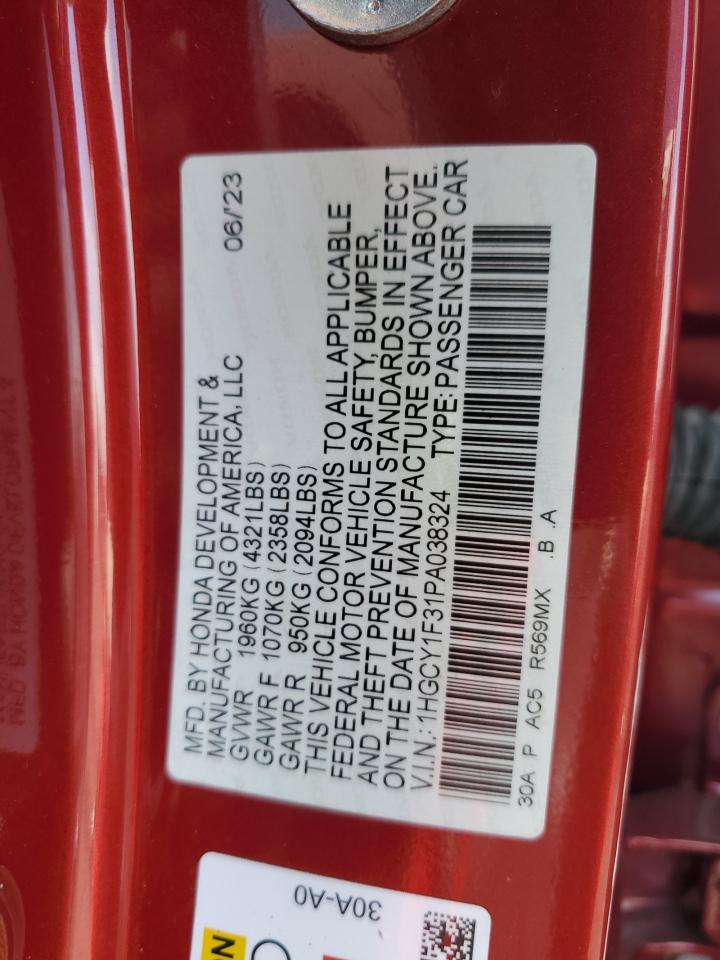 MFD. BY HONDA DEVELOPMENT &
MANUFACTURING OF AMERICA, LLC 06/'23
GVWR 1960KG (4321LBS)
GAWR F 1070KG (2358LBS)
GAWR R 950KG (2094LBS)
THIS VEHICLE CONFORMS TO ALL APPLICABLE
FEDERAL MOTOR VEHICLE SAFETY, BUMPER,
AND THEFT PREVENTION STANDARDS IN EFFECT
ON THE DATE OF MANUFACTURE SHOWN ABOVE.
V.I.N.: 1HGCY1F31PA038324 TYPE: PASSENGER CAR
30A P AC5 R569MX .B .A
30A-A0